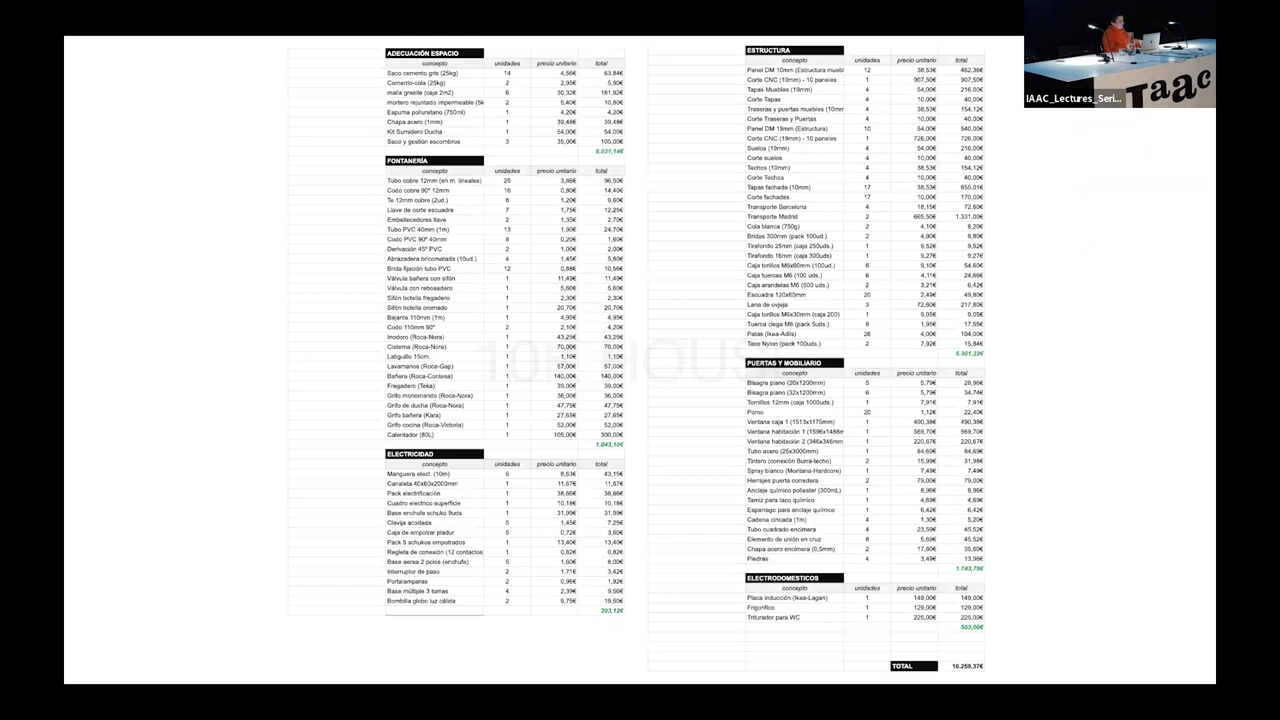 ADECUACIÓN ESPACIO
concepto unidades precio unitario total
Saco cemento gris (25kg) 14 4,56€ 63,84€
Cemento-cola (25kg) 2 2,95€ 5,90€
malla gresite (caja 2m2) 6 30,32€ 181,92€
mortero rejuntado impermeable (5k 2 5,40€ 10,80€
Espuma poliuretano (750ml) 1 4,20€ 4,20€
Chapa acero (1mm) 1 39,48€ 39,48€
Kit Sumidero Ducha 1 54,00€ 54,00€
Saco y gestión escombros 3 35,00€ 105,00€
FONTANERÍA
concepto unidades precio unitario total
Tubo cobre 12mm (en m. lineales) 25 3,86€ 96,50€
Codo cobre 90º 12mm 16 0,80€ 14,40€
Te 12mm cobre (2ud.) 8 1,20€ 9,60€
Llave de corte escuadra 7 1,75€ 12,25€
Embellecedores llave 2 1,35€ 2,70€
Tubo PVC 40mm (1m) 13 1,90€ 24,70€
Codo PVC 90º 40mm 8 0,20€ 1,60€
Derivación 45º PVC 2 1,00€ 2,00€
Abrazadera bricomatada (10ud.) 4 1,45€ 5,80€
Brida fijación tubo PVC 12 0,88€ 10,56€
Válvula bañera con sifón 1 11,49€ 11,49€
Válvula con rebosadero 1 5,60€ 5,60€
Sifón botella fregadero 1 2,30€ 2,30€
Sifón botella cromado 1 20,70€ 20,70€
Bajante 110mm (1m) 1 4,95€ 4,95€
Codo 110mm 90º 2 2,10€ 4,20€
Inodoro (Roca-Nora) 1 43,25€ 43,25€
Cisterna (Roca-Nora) 1 70,00€ 70,00€
Latiguillo 15cm 1 1,10€ 1,10€
Lavamanos (Roca-Gap) 1 57,00€ 57,00€
Bañera (Roca-Contesa) 1 140,00€ 140,00€
Fregadero (Teka) 1 39,00€ 39,00€
Grifo monomando (Roca-Nora) 1 36,00€ 36,00€
Grifo de ducha (Roca-Nora) 1 47,75€ 47,75€
Grifo bañera (Kara) 1 27,65€ 27,65€
Grifo cocina (Roca-Victoria) 1 52,00€ 52,00€
Calentador (80L) 1 105,00€ 300,00€
1.043,10€
ELECTRICIDAD
concepto unidades precio unitario total
Manguera elect. (10m) 5 8,63€ 43,15€
Canaleta 40x60x2000mm 1 11,67€ 11,67€
Pack electrificación 1 38,66€ 38,66€
Cuadro electrico superficie 1 10,18€ 10,18€
Base enchufe schuko 9uds. 1 31,99€ 31,99€
Clavija acodada 5 1,45€ 7,25€
Caja de empotrar pladur 5 0,72€ 3,60€
Pack 5 schukos empotrados 1 13,40€ 13,40€
Regleta de conexión (12 contactos 1 0,82€ 0,82€
Base aerea 2 polos (enchufe) 5 1,60€ 8,00€
Interruptor de paso 2 1,71€ 3,42€
Portalamparas 2 0,96€ 1,92€
Base múltiple 3 tomas 4 2,39€ 9,56€
Bombilla globo luz cálida 2 9,75€ 19,50€
203,12€
ESTRUCTURA
concepto unidades precio unitario total
Panel DM 10mm (Estructura muebl 12 38,53€ 462,36€
Corte CNC (10mm) - 10 paneles 907,50€ 907,50€
Tapas Muebles (19mm) 4 54,00€ 216,00€
Corte Tapas 4 10,00€ 40,00€
Traseras y puertas muebles (10mm 4 38,53€ 154,12€
Corte Traseras y Puertas 4 10,00€ 40,00€
Panel DM 19mm (Estructura) 10 54,00€ 540,00€
Corte CNC (19mm) - 10 paneles 1 726,00€ 726,00€
Suelos (19mm) 4 54,00€ 216,00€
Corte suelos 4 10,00€ 40,00€
Techos (10mm) 4 38,53€ 154,12€
Corte Techos 4 10,00€ 40,00€
Tapas fachada (10mm) 17 38,53€ 655,01€
Corte fachadas 17 10,00€ 170,00€
Transporte Barcelona 4 18,15€ 72,60€
Transporte Madrid 2 665,50€ 1.331,00€
Cola blanca (750g) 2 4,10€ 8,20€
Bridas 300mm (pack 100ud.) 2 4,90€ 9,80€
Tirafondo 25mm (caja 250uds.) 1 9,52€ 9,52€
Tirafondo 16mm (caja 300uds) 1 9,27€ 9,27€
Caja torillos M6x60mm (100ud.) 6 9,10€ 54,60€
Caja tuercas M6 (100 uds.) 6 4,11€ 24,66€
Caja arandelas M6 (500 uds.) 2 3,21€ 6,42€
Escuadra 120x60mm 20 2,49€ 49,80€
Lana de oveja 3 72,60€ 217,80€
Caja torillos M6x30mm (caja 203) 1 9,05€ 9,05€
Tuerca ciega M6 (pack 5uds.) 9 1,95€ 17,55€
Patas (Ikea-Adils) 26 4,00€ 104,00€
Taco Nylon (pack 100uds.) 2 7,92€ 15,84€
6.301,22€
PUERTAS Y MOBILIARIO
concepto unidades precio unitario total
Bisagra piano (20x1200mm) 5 5,79€ 28,96€
Bisagra piano (32x1200mm) 6 5,79€ 34,74€
Tornillos 12mm (caja 1000uds.) 1 7,91€ 7,91€
Pomo 20 1,12€ 22,40€
Ventana caja 1 (1513x1175mm) 1 490,38€ 490,38€
Ventana habitación 1 (1596x1488m 1 569,70€ 569,70€
Ventana habitación 2 (346x346mm 1 220,67€ 220,67€
Tubo acero (25x3000mm) 1 84,69€ 84,69€
Tintero (conexión Burra-techo) 2 15,99€ 31,98€
Spray blanco (Montana-Hardcore) 1 7,49€ 7,49€
Herrajes puerta corredera 2 79,00€ 79,00€
Anclaje químico poliester (300mL) 1 8,96€ 8,96€
Tamiz para taco químico 1 4,69€ 4,69€
Esparrago para anclaje químico 1 6,42€ 6,42€
Cadena cincada (1m) 4 1,30€ 5,20€
Tubo cuadrado encimera 4 23,59€ 45,52€
Elemento de unión en cruz 8 5,69€ 45,52€
Chapa acero encimera (0,5mm) 2 17,80€ 35,60€
Piedras 4 3,49€ 13,96€
1.743,79€
ELECTRODOMESTICOS
concepto unidades precio unitario total
Placa inducción (Ikea-Lagan) 1 149,00€ 149,00€
Frigorifico 1 129,00€ 129,00€
Triturador para WC 1 225,00€ 225,00€
503,00€
TOTAL 10.259,37€
IAAC_Lectures_Seri...
Iaac